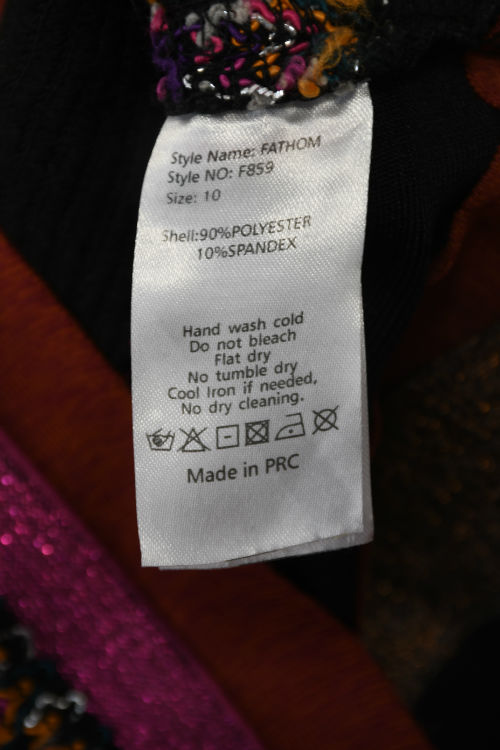 Style Name: FATHOM
Style NO: F859
Size: 10
Shell:90%POLYESTER
10%SPANDEX
Hand wash cold
Do not bleach
Flat dry
No tumble dry
Cool Iron if needed,
No dry cleaning.
Made in PRC